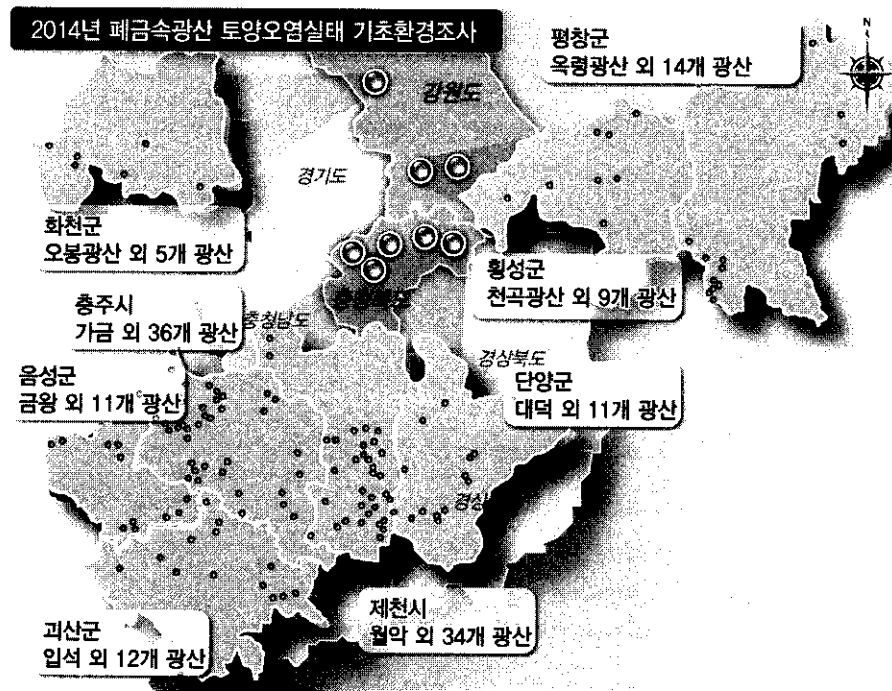 2014년 폐금속광산 토양오염실태 기초환경조사
평창군
옥령광산 외 14개 광산
N
강원도
경기도
화천군
오봉광산 외 5개 광산
횡성군
천곡광산 외 9개 광산
충청북도
충주시
가금 외 36개 광산
충청남도
경상북도
음성군
금왕 외 11개 광산
단양군
대덕 외 11개 광산
경상
제천시
월악 외 34개 광산
괴산군
입석 외 12개 광산